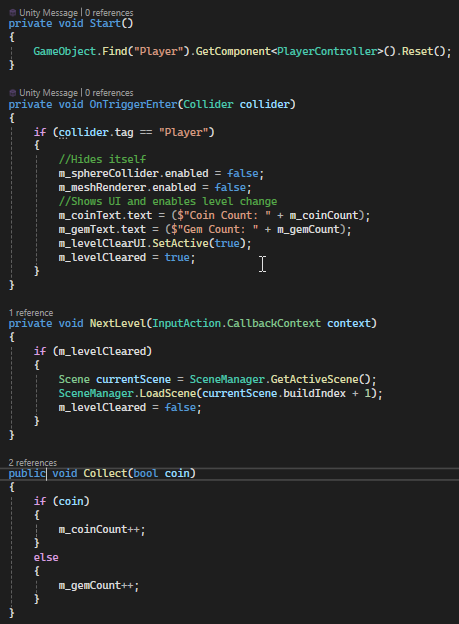 Unity Message | 0 references
private void Start()
{
GameObject.Find("Player").GetComponent<PlayerController>().Reset();
}
Unity Message | 0 references
private void OnTriggerEnter(Collider collider)
{
if (collider.tag == "Player")
{
//Hides itself
m_sphereCollider.enabled = false;
m_meshRenderer.enabled = false;
//Shows UI and enables level change
m_coinText.text = ($"Coin Count: " + m_coinCount);
m_gemText.text = ($"Gem Count: " + m_gemCount);
m_levelClearUI.SetActive(true);
m_levelCleared = true;
}
}
1 reference
private void NextLevel(InputAction.CallbackContext context)
{
if (m_levelCleared)
{
Scene currentScene = SceneManager.GetActiveScene();
SceneManager.LoadScene(currentScene.buildIndex + 1);
m_levelCleared = false;
}
}
2 references
public void Collect(bool coin)
{
if (coin)
{
m_coinCount++;
}
else
{
m_gemCount++;
}
}